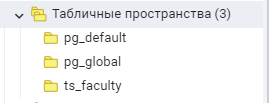 Табличные пространства (3)
pg_default
pg_global
ts_faculty